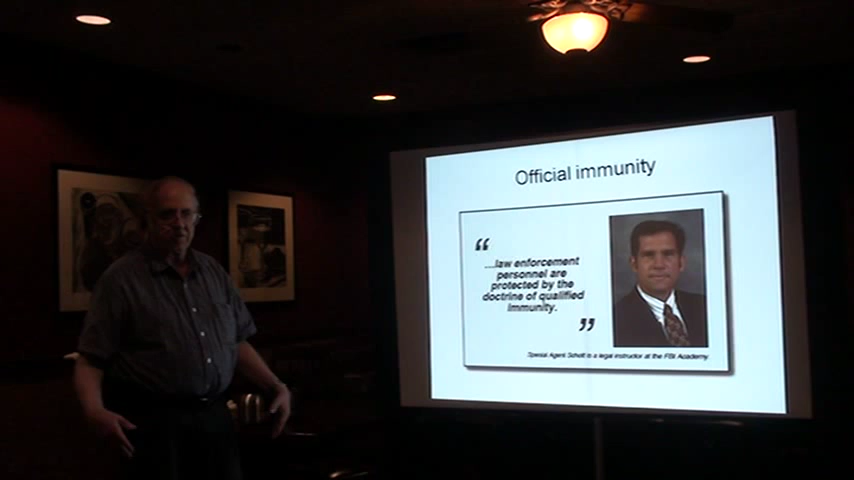 Official immunity
“
...law enforcement
personnel are
protected by the
doctrine of qualified
immunity.
”
Special Agent Schott is a legal instructor at the FBI Academy